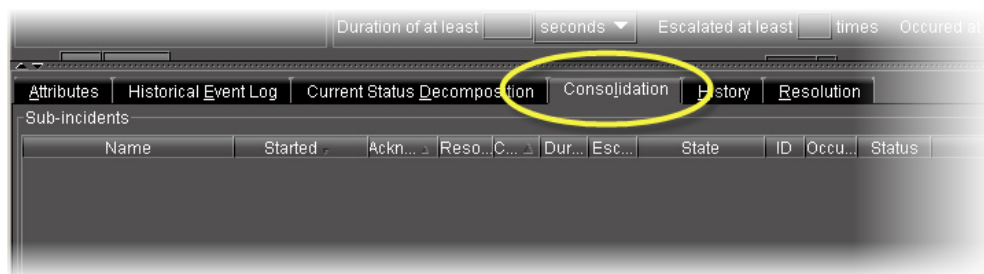 Duration of at least seconds Escalated at least times Occured at
Attributes Historical Event Log Current Status Decomposition Consolidation History Resolution
Sub-incidents
Name Started Ackn... Reso... C... Dur... Esc... State ID Occu... Status